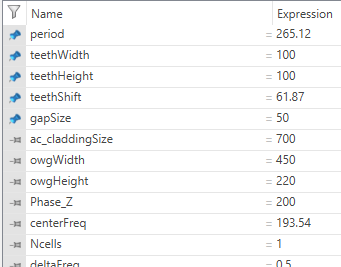 Name Expression
period = 265.12
teethWidth = 100
teethHeight = 100
teethShift = 61.87
gapSize = 50
ac_claddingSize = 700
owgWidth = 450
owgHeight = 220
Phase_Z = 200
centerFreq = 193.54
Ncells = 1
deltaFreq = 0.5